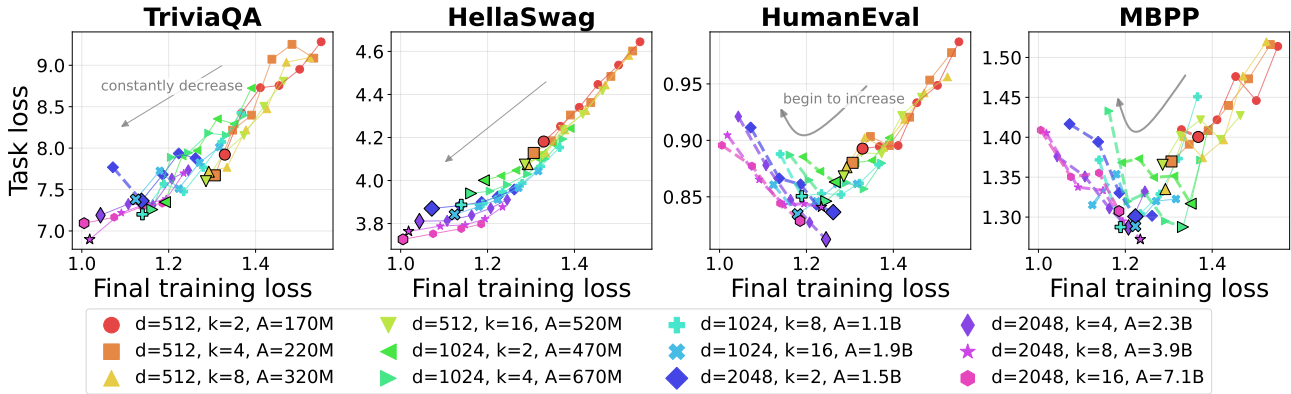 TriviaQA
HellaSwag
HumanEval
MBPP
Task loss
9.0
8.5
8.0
7.5
7.0
constantly decrease
1.0
1.2
1.4
Final training loss
4.6
4.4
4.2
4.0
3.8
1.0
1.2
1.4
Final training loss
0.95
0.90
0.85
begin to increase
1.0
1.2
1.4
Final training loss
1.50
1.45
1.40
1.35
1.30
1.0
1.2
1.4
Final training loss
d=512, k=2, A=170M
d=512, k=4, A=220M
d=512, k=8, A=320M
d=512, k=16, A=520M
d=1024, k=2, A=470M
d=1024, k=4, A=670M
d=1024, k=8, A=1.1B
d=1024, k=16, A=1.9B
d=2048, k=2, A=1.5B
d=2048, k=4, A=2.3B
d=2048, k=8, A=3.9B
d=2048, k=16, A=7.1B